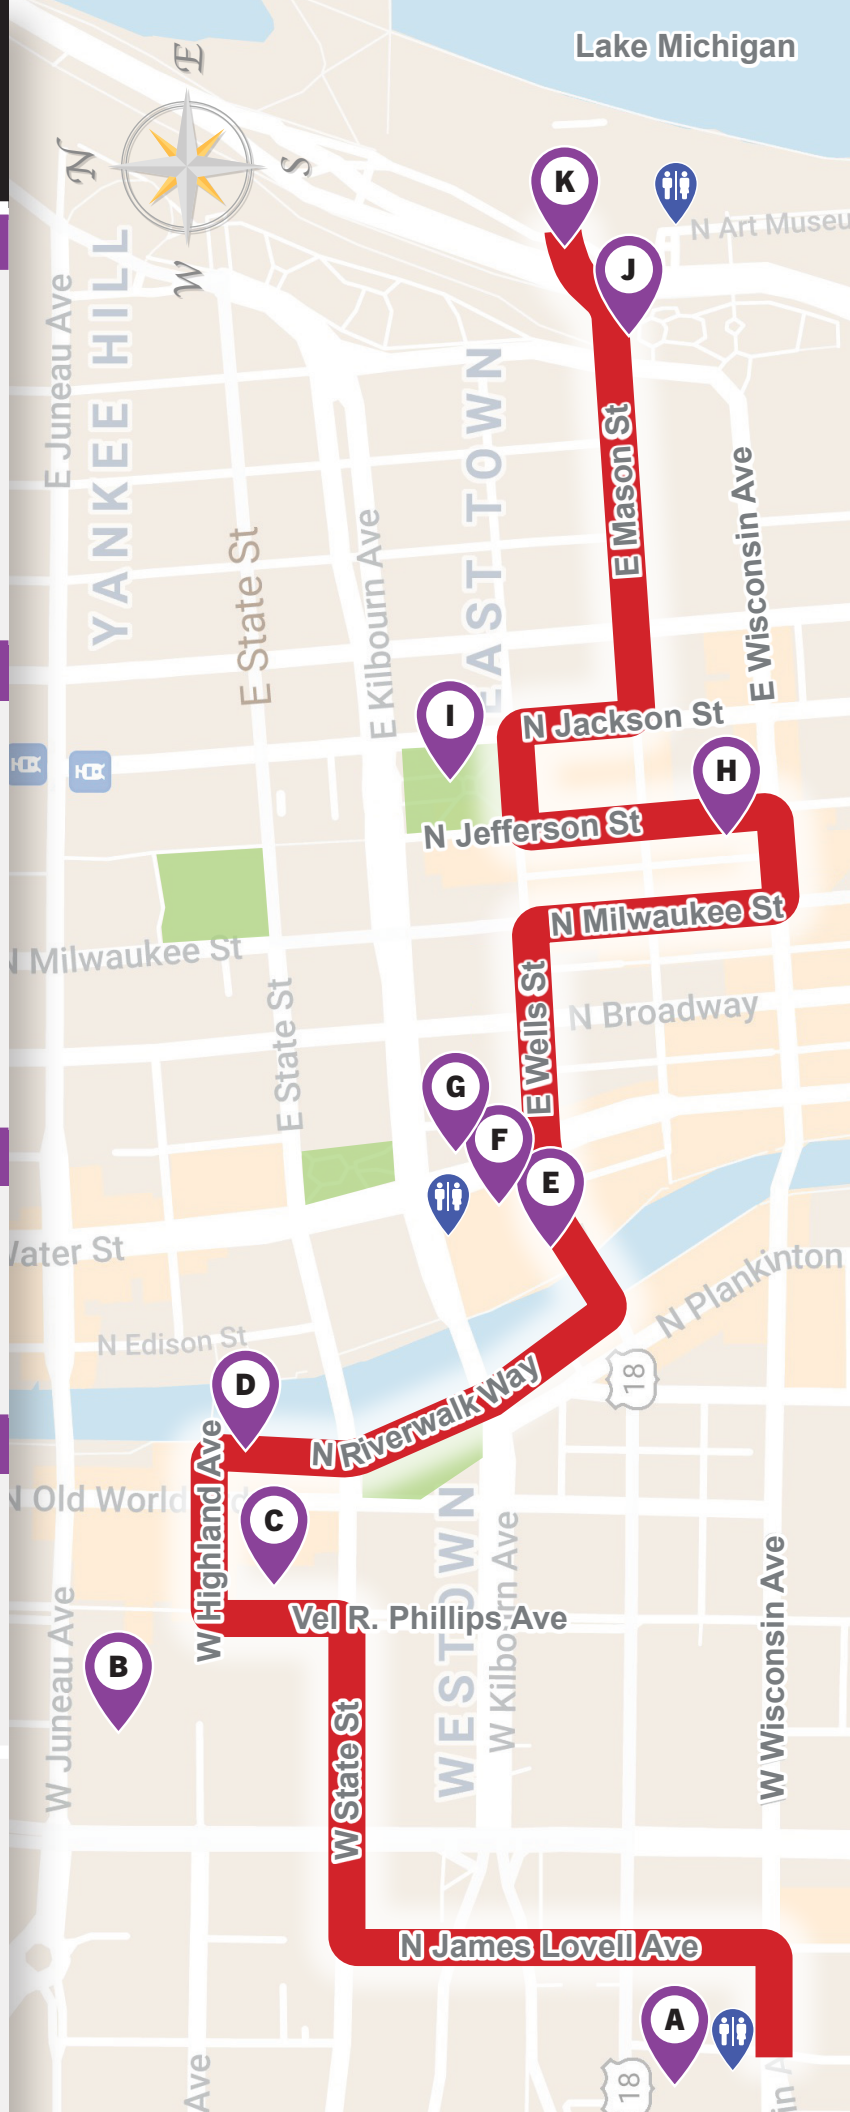 Lake Michigan
E
N
S
W
K
N Art Museu
J
YANKEE HILL
E Juneau Ave
EAST TOWN
E Mason St
E Wisconsin Ave
E State St
E Kilbourn Ave
I
N Jackson St
H
N Jefferson St
N Milwaukee St
N Milwaukee St
E Wells St
N Broadway
E State St
G
F
E
Water St
N Plankinton
N Edison St
18
D
N Riverwalk Way
W Highland Ave
N Old World
C
WESTOWN
W Kilbourn Ave
W Wisconsin Ave
Vel R. Phillips Ave
W Juneau Ave
B
W State St
N James Lovell Ave
A
18
Ave
in A